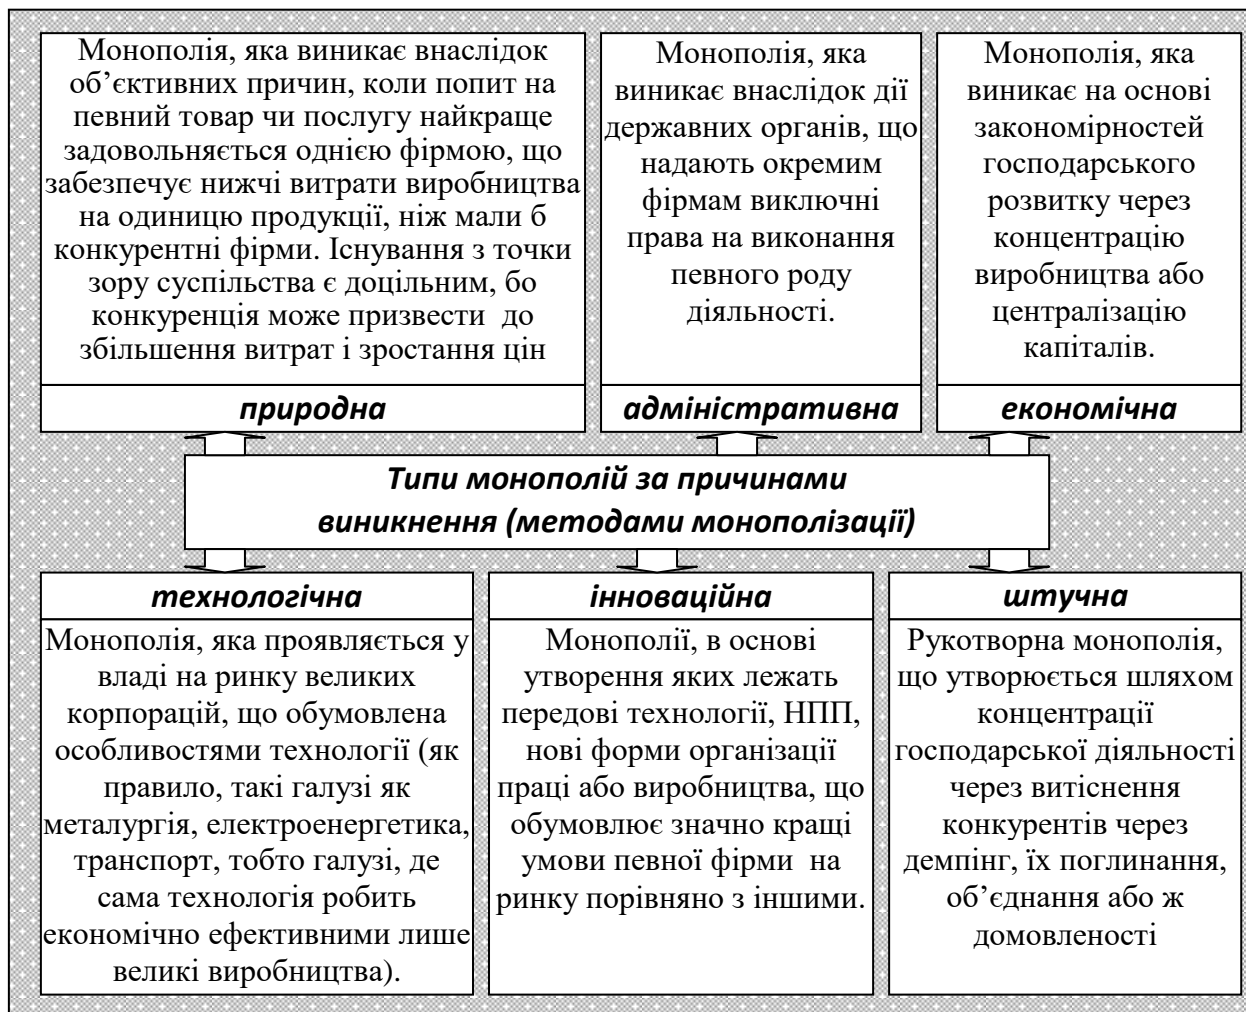 Монополія, яка виникає внаслідок
об’єктивних причин, коли попит на
певний товар чи послугу найкраще
задовольняється однією фірмою, що
забезпечує нижчі витрати виробництва
на одиницю продукції, ніж мали б
конкурентні фірми. Існування з точки
зору суспільства є доцільним, бо
конкуренція може призвести до
збільшення витрат і зростання цін
природна
Монополія, яка
виникає внаслідок дії
державних органів, що
надають окремим
фірмам виключні
права на виконання
певного роду
діяльності.
адміністративна
Монополія, яка
виникає на основі
закономірностей
господарського
розвитку через
концентрацію
виробництва або
централізацію
капіталів.
економічна
Типи монополій за причинами
виникнення (методами монополізації)
технологічна
Монополія, яка проявляється у
владі на ринку великих
корпорацій, що обумовлена
особливостями технології (як
правило, такі галузі як
металургія, електроенергетика,
транспорт, тобто галузі, де
сама технологія робить
економічно ефективними лише
великі виробництва).
інноваційна
Монополії, в основі
утворення яких лежать
передові технології, НПП,
нові форми організації
праці або виробництва, що
обумовлює значно кращі
умови певної фірми на
ринку порівняно з іншими.
штучна
Рукотворна монополія,
що утворюється шляхом
концентрації
господарської діяльності
через витіснення
конкурентів через
демпінг, їх поглинання,
об’єднання або ж
домовленості